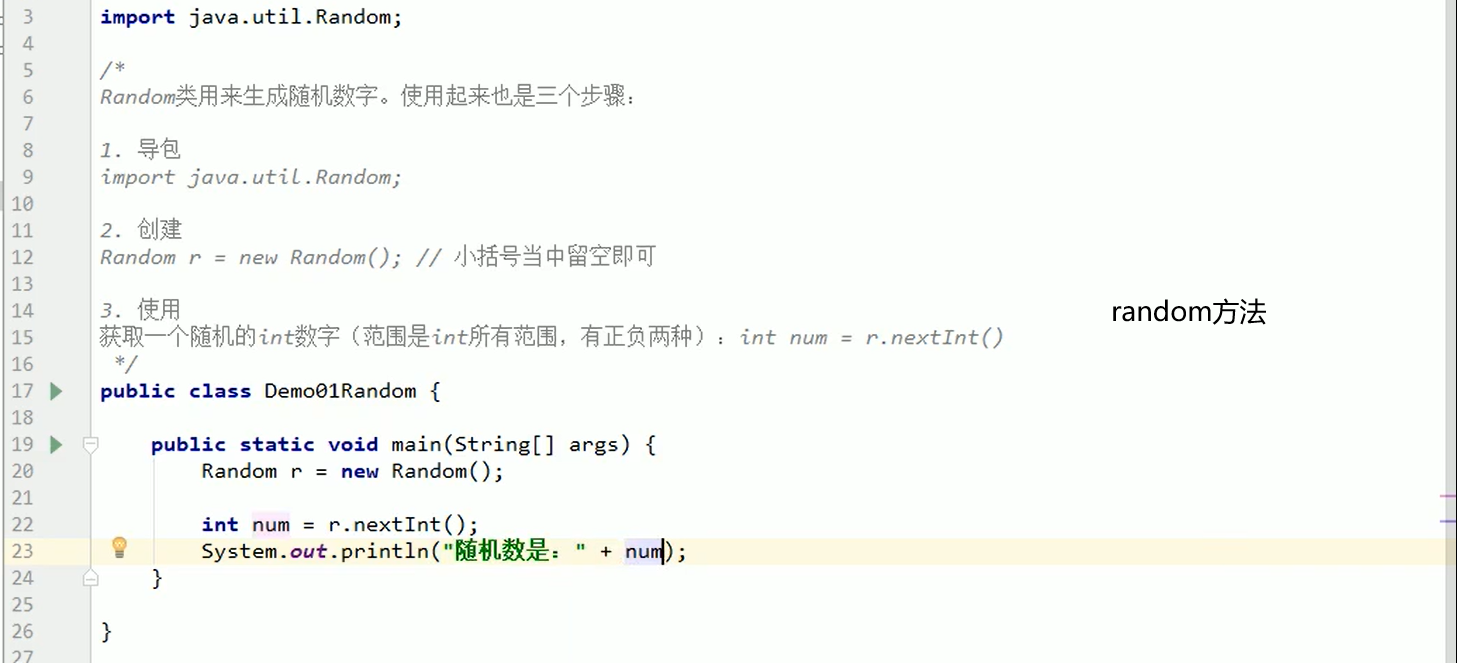 3 import java.util.Random;
4
5 /*
6 Random类用来生成随机数字。使用起来也是三个步骤：
7
8 1. 导包
9 import java.util.Random;
10
11 2. 创建
12 Random r = new Random(); // 小括号当中留空即可
13
14 3. 使用
random方法
15 获取一个随机的int数字（范围是int所有范围，有正负两种）：int num = r.nextInt()
16 */
17 public class Demo01Random {
18
19 public static void main(String[] args) {
20 Random r = new Random();
21
22 int num = r.nextInt();
23 System.out.println("随机数是：" + num);
24 }
25
26 }
27